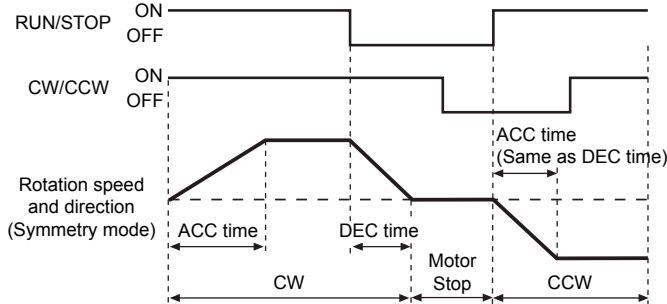 RUN/STOP
ON
OFF
CW/CCW
ON
OFF
ACC time
(Same as DEC time)
Rotation speed
and direction
(Symmetry mode)
ACC time
DEC time
CW
Motor
Stop
CCW